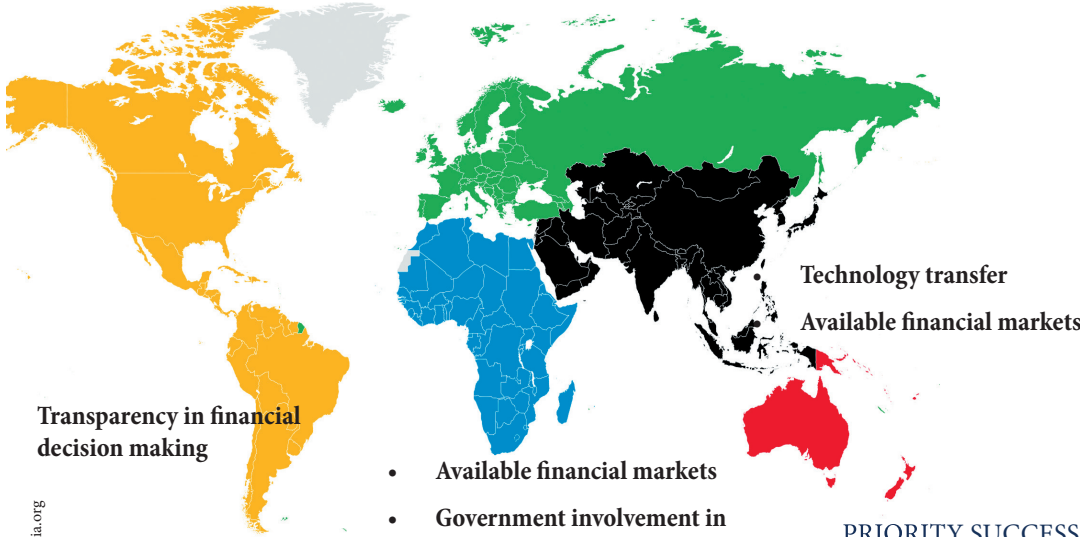 Technology transfer
Available financial markets
Transparency in financial
decision making
• Available financial markets
• Government involvement in
ia.org
PRIORITY SUCCESS